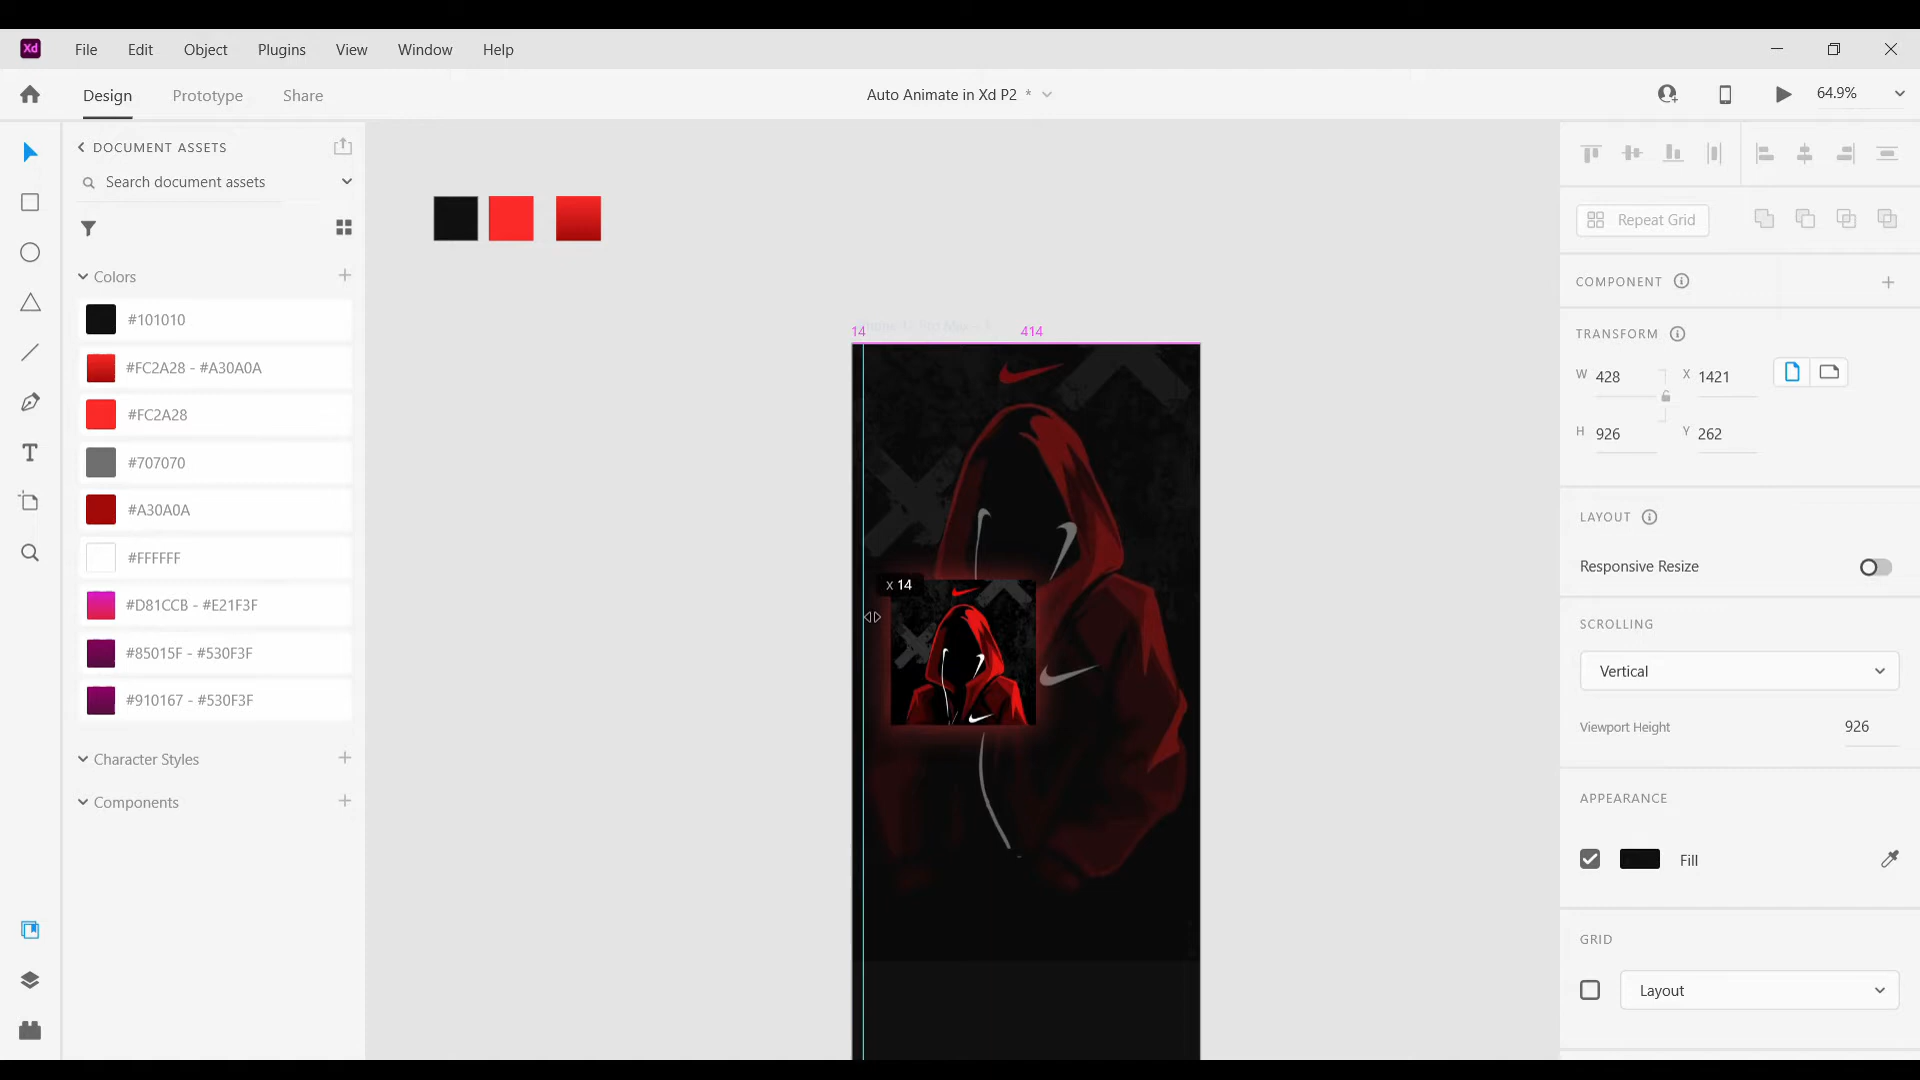 Xd File Edit Object Plugins View Window Help
Design Prototype Share Auto Animate in Xd P2 * 64.9%
DOCUMENT ASSETS
Search document assets
Colors
#101010
#FC2A28 - #A30A0A
#FC2A28
#707070
#A30A0A
#FFFFFF
#D81CCB - #E21F3F
#85015F - #530F3F
#910167 - #530F3F
Character Styles
Components
14 414
X 14
Repeat Grid
COMPONENT
TRANSFORM
W 428 X 1421
H 926 Y 262
LAYOUT
Responsive Resize
SCROLLING
Vertical
Viewport Height 926
APPEARANCE
Fill
GRID
Layout